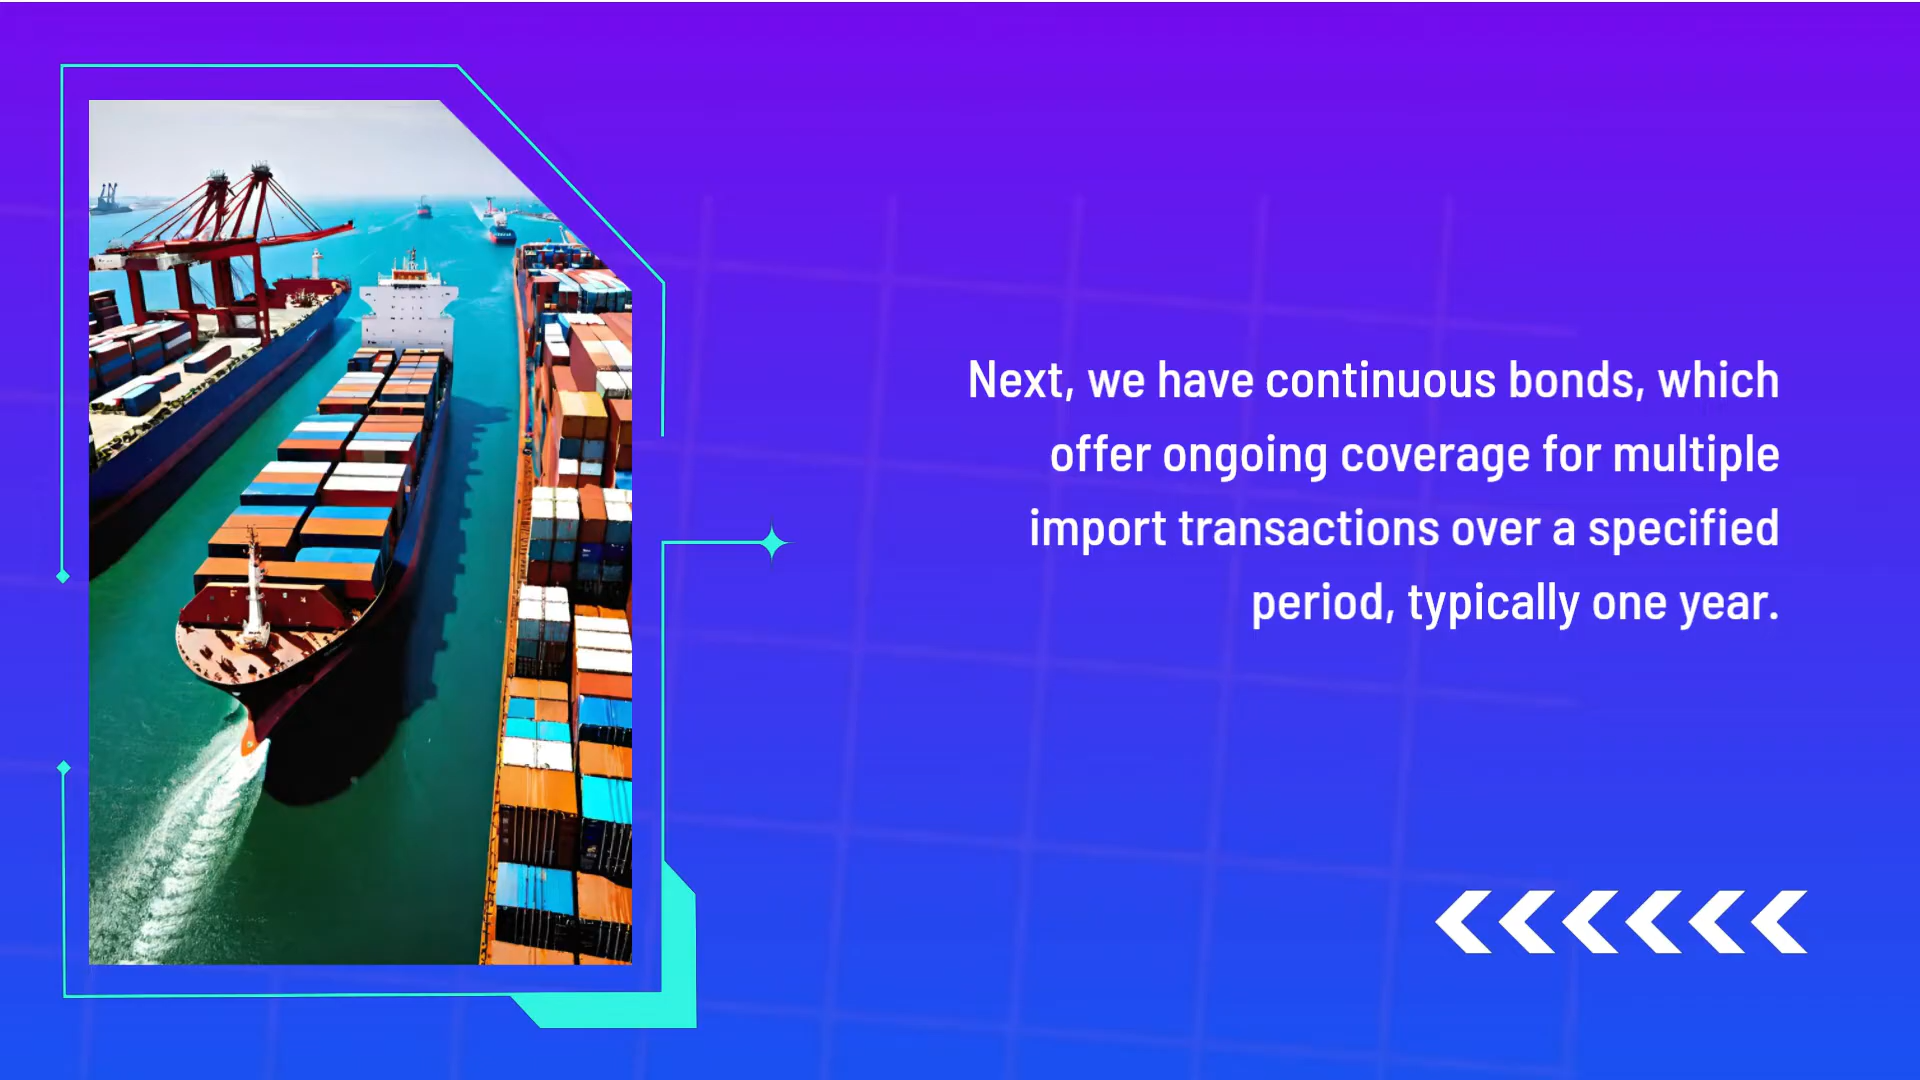 Next, we have continuous bonds, which
offer ongoing coverage for multiple
import transactions over a specified
period, typically one year.